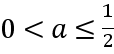 0 < a ≤ 1/2